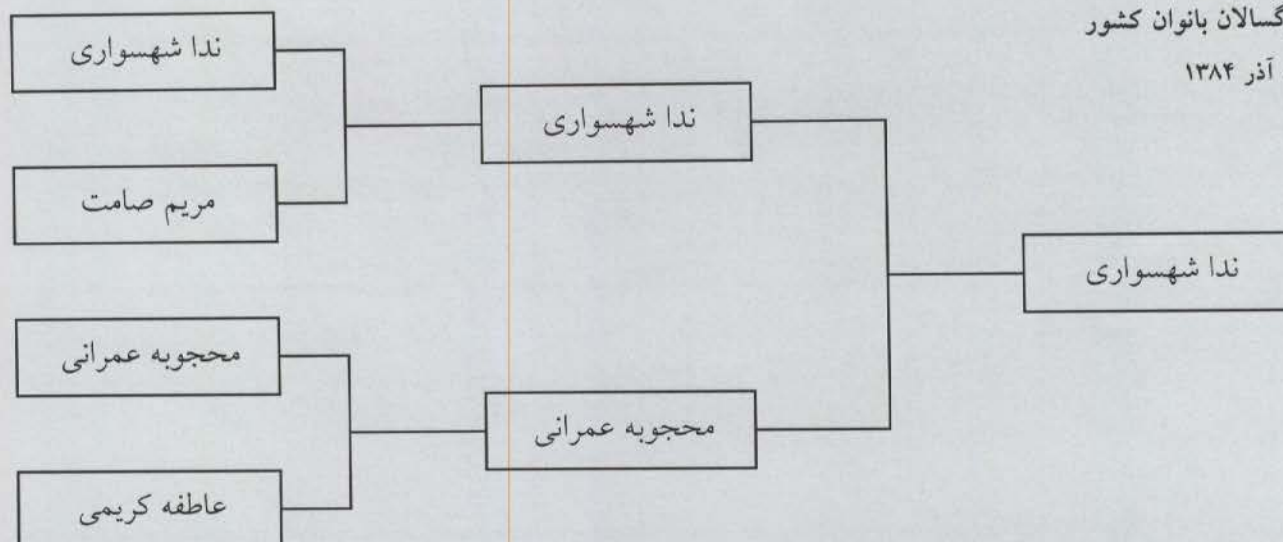 گسالان بانوان کشور
آذر ۱۳۸۴
ندا شهسواری
مریم صامت
محجوبه عمرانی
عاطفه کریمی
ندا شهسواری
محجوبه عمرانی
ندا شهسواری